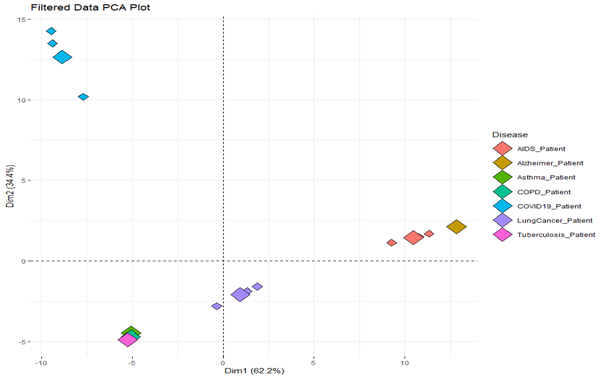 Filtered Data PCA Plot
15
10
5
0
-5
Dim2 (34.4%)
-10
-5
0
5
10
Dim1 (62.2%)
Disease
AIDS_Patient
Alzheimer_Patient
Asthma_Patient
COPD_Patient
COVID19_Patient
LungCancer_Patient
Tuberculosis_Patient